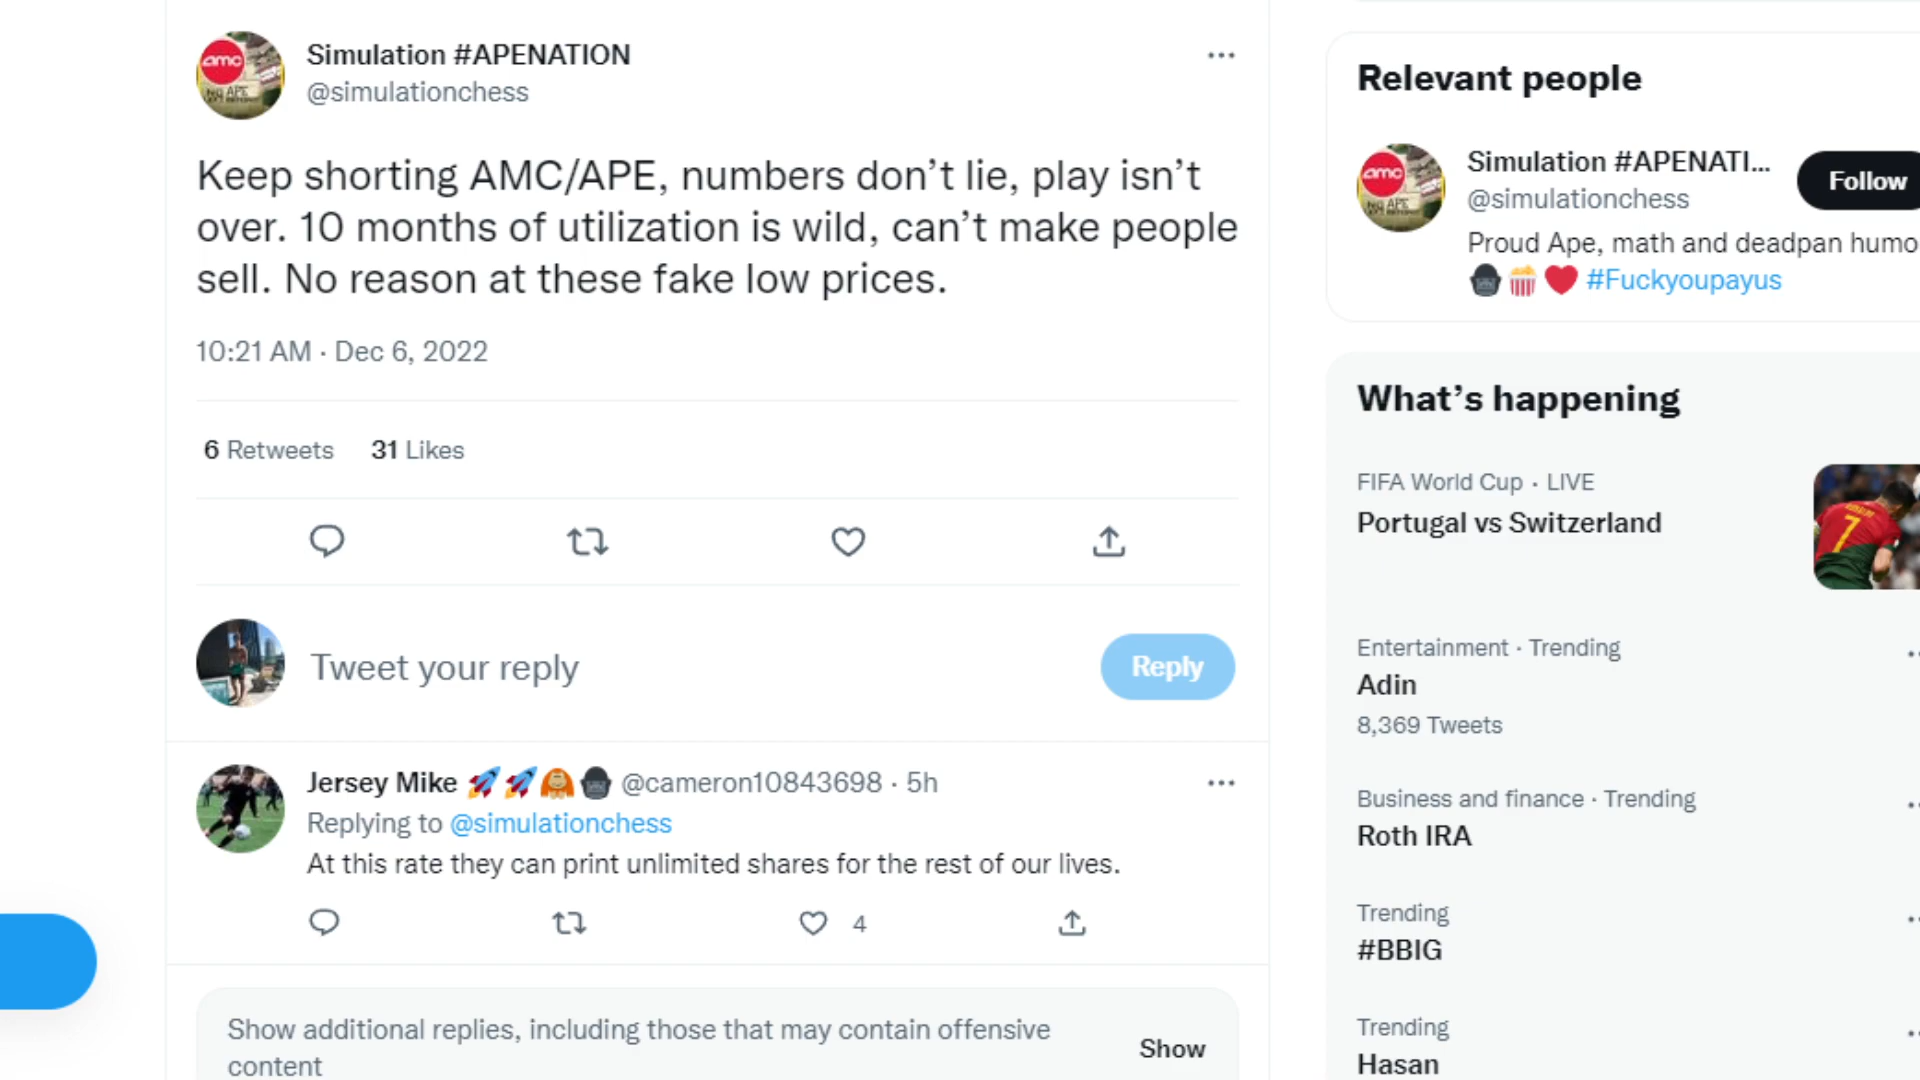 Simulation #APENATION
@simulationchess
Keep shorting AMC/APE, numbers don’t lie, play isn’t
over. 10 months of utilization is wild, can’t make people
sell. No reason at these fake low prices.
10:21 AM · Dec 6, 2022
6 Retweets 31 Likes
Tweet your reply
Reply
Jersey Mike 🚀🚀🦧🦍 @cameron10843698 · 5h
Replying to @simulationchess
At this rate they can print unlimited shares for the rest of our lives.
4
Show additional replies, including those that may contain offensive
content
Show
Relevant people
amc
Simulation #APENATI...
@simulationchess
Follow
Proud Ape, math and deadpan humo
🦍🍿❤️ #Fuckyoupayus
What’s happening
FIFA World Cup · LIVE
Portugal vs Switzerland
7
Entertainment · Trending
Adin
8,369 Tweets
Business and finance · Trending
Roth IRA
Trending
#BBIG
Trending
Hasan